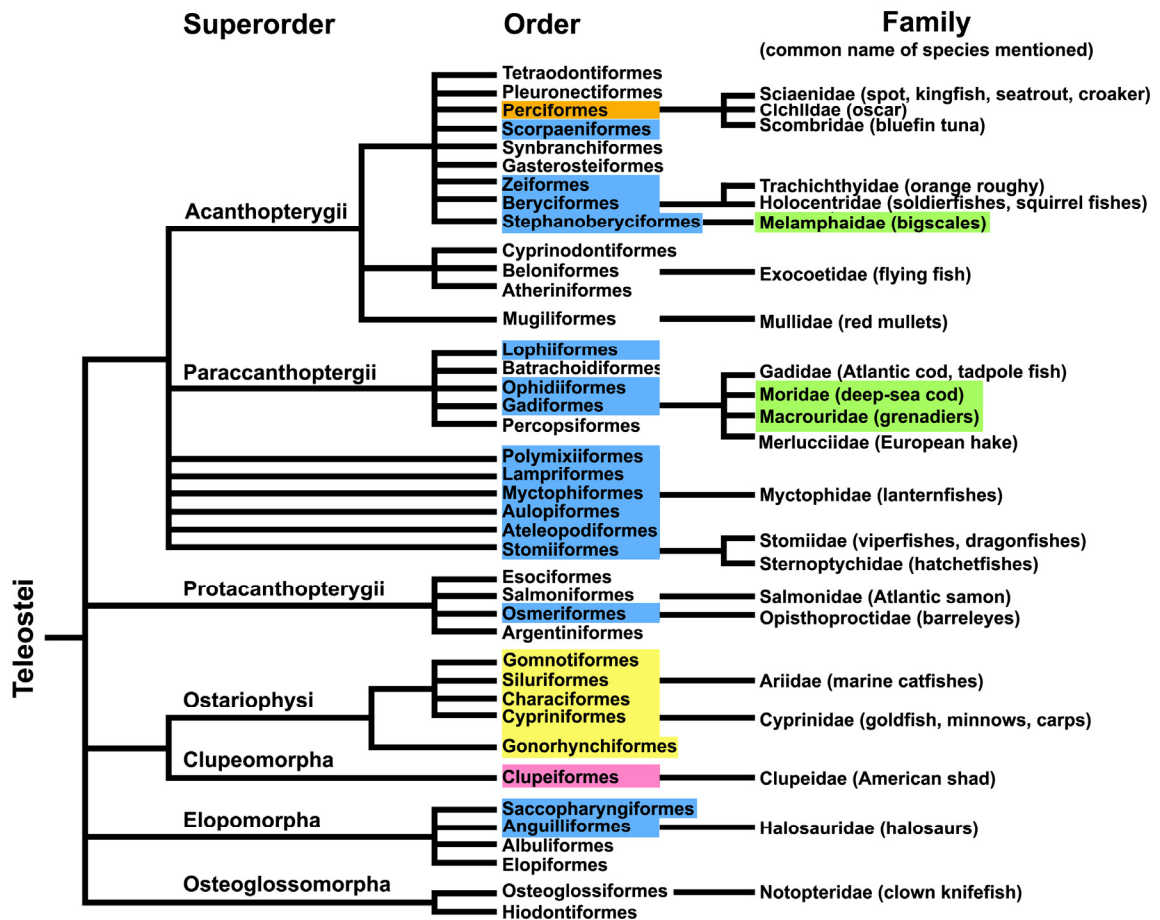 Superorder
Order
Family
(common name of species mentioned)
Tetraodontiformes
Pleuronectiformes
Perciformes
Sciaenidae (spot, kingfish, seatrout, croaker)
Cichlidae (oscar)
Scombridae (bluefin tuna)
Scorpaeniformes
Synbranchiformes
Gasterosteiformes
Zeiformes
Beryciformes
Trachichthyidae (orange roughy)
Holocentridae (soldierfishes, squirrel fishes)
Stephanoberyciformes
Melamphaidae (bigscales)
Acanthopterygii
Cyprinodontiformes
Beloniformes
Exocoetidae (flying fish)
Atheriniformes
Mugiliformes
Mullidae (red mullets)
Paraccanthoptergii
Lophiiformes
Batrachoidiformes
Ophidiiformes
Gadiformes
Gadidae (Atlantic cod, tadpole fish)
Moridae (deep-sea cod)
Macrouridae (grenadiers)
Merlucciidae (European hake)
Percopsiformes
Polymixiiformes
Lampriformes
Myctophiformes
Myctophidae (lanternfishes)
Aulopiformes
Ateleopodiformes
Stomiiformes
Stomiidae (viperfishes, dragonfishes)
Sternoptychidae (hatchetfishes)
Teleostei
Protacanthopterygii
Esociformes
Salmoniformes
Salmonidae (Atlantic samon)
Osmeriformes
Opisthoproctidae (barreleyes)
Argentiniformes
Ostariophysi
Gomnotiformes
Siluriformes
Ariidae (marine catfishes)
Characiformes
Cypriniformes
Cyprinidae (goldfish, minnows, carps)
Gonorhynchiformes
Clupeomorpha
Clupeiformes
Clupeidae (American shad)
Elopomorpha
Saccopharyngiformes
Anguilliformes
Halosauridae (halosaurs)
Albuliformes
Elopiformes
Osteoglossomorpha
Osteoglossiformes
Notopteridae (clown knifefish)
Hiodontiformes